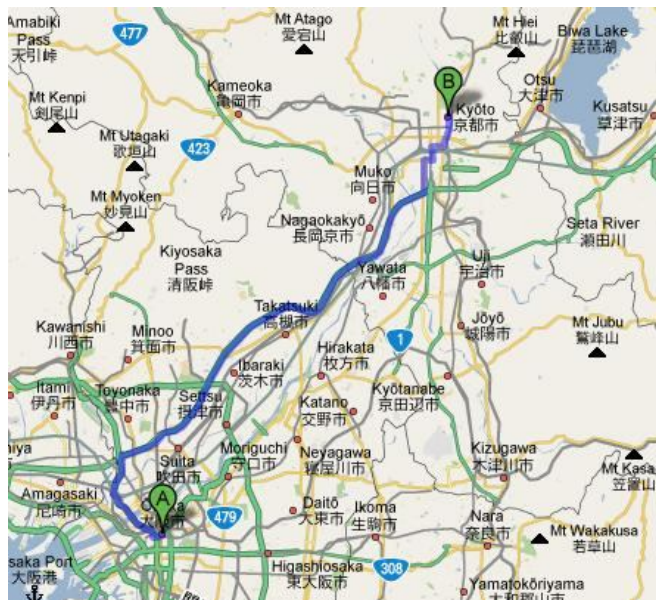 Amabiki
Pass
天引峠
477
Mt Atago
愛宕山
Mt Hiei
比叡山
Biwa Lake
琵琶湖
Kameoka
亀岡市
B
Kyōto
京都市
Otsu
大津市
Kusatsu
草津市
Mt Kenpi
剣尾山
Mt Utagaki
歌垣山
423
Muko
向日市
Mt Myoken
妙見山
Nagaokakyō
長岡京市
Seta River
瀬田川
Kiyosaka
Pass
清阪峠
Yawata
八幡市
Uji
宇治市
Takatsuki
高槻市
Kawanishi
川西市
Minoo
箕面市
1
Jōyō
城陽市
Mt Jubu
鷲峰山
Ibaraki
茨木市
Hirakata
枚方市
Itami
伊丹市
Toyonaka
豊中市
Settsu
摂津市
Kyōtanabe
京田辺市
Katano
交野市
Suita
吹田市
Moriguchi
守口市
Neyagawa
寝屋川市
Kizugawa
木津川市
Mt Kasa
笠置山
Amagasaki
尼崎市
A
479
Daitō
大東市
Ikoma
生駒市
Nara
奈良市
Mt Wakakusa
若草山
saka Port
大阪港
Higashiosaka
東大阪市
308
Yamatokōriyama
大和郡山市